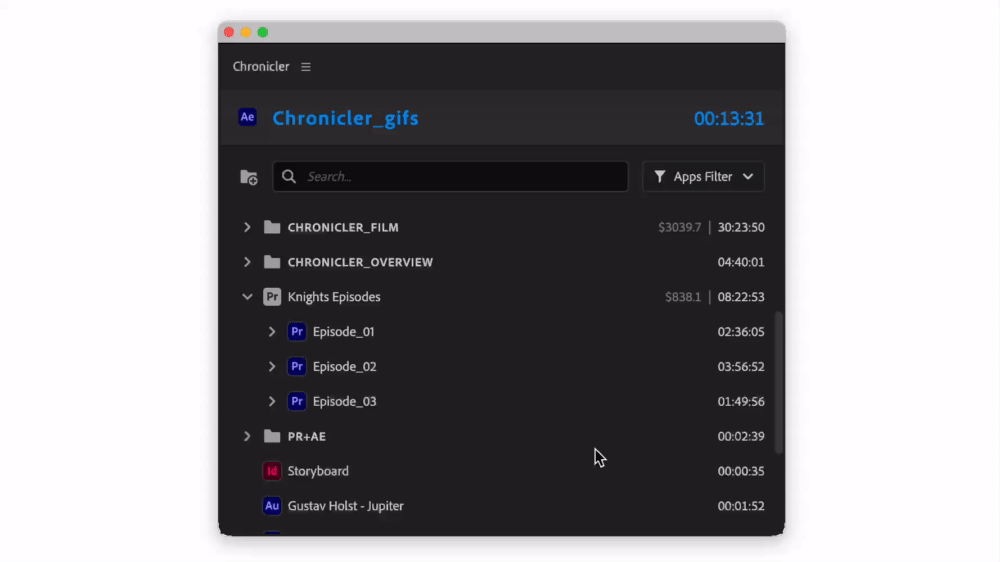 Chronicler
Ae Chronicler_gifs 00:13:31
Search... Apps Filter
CHRONICLER_FILM $3039.7 | 30:23:50
CHRONICLER_OVERVIEW 04:40:01
Pr Knights Episodes $838.1 | 08:22:53
Pr Episode_01 02:36:05
Pr Episode_02 03:56:52
Pr Episode_03 01:49:56
PR+AE 00:02:39
Id Storyboard 00:00:35
Au Gustav Holst - Jupiter 00:01:52